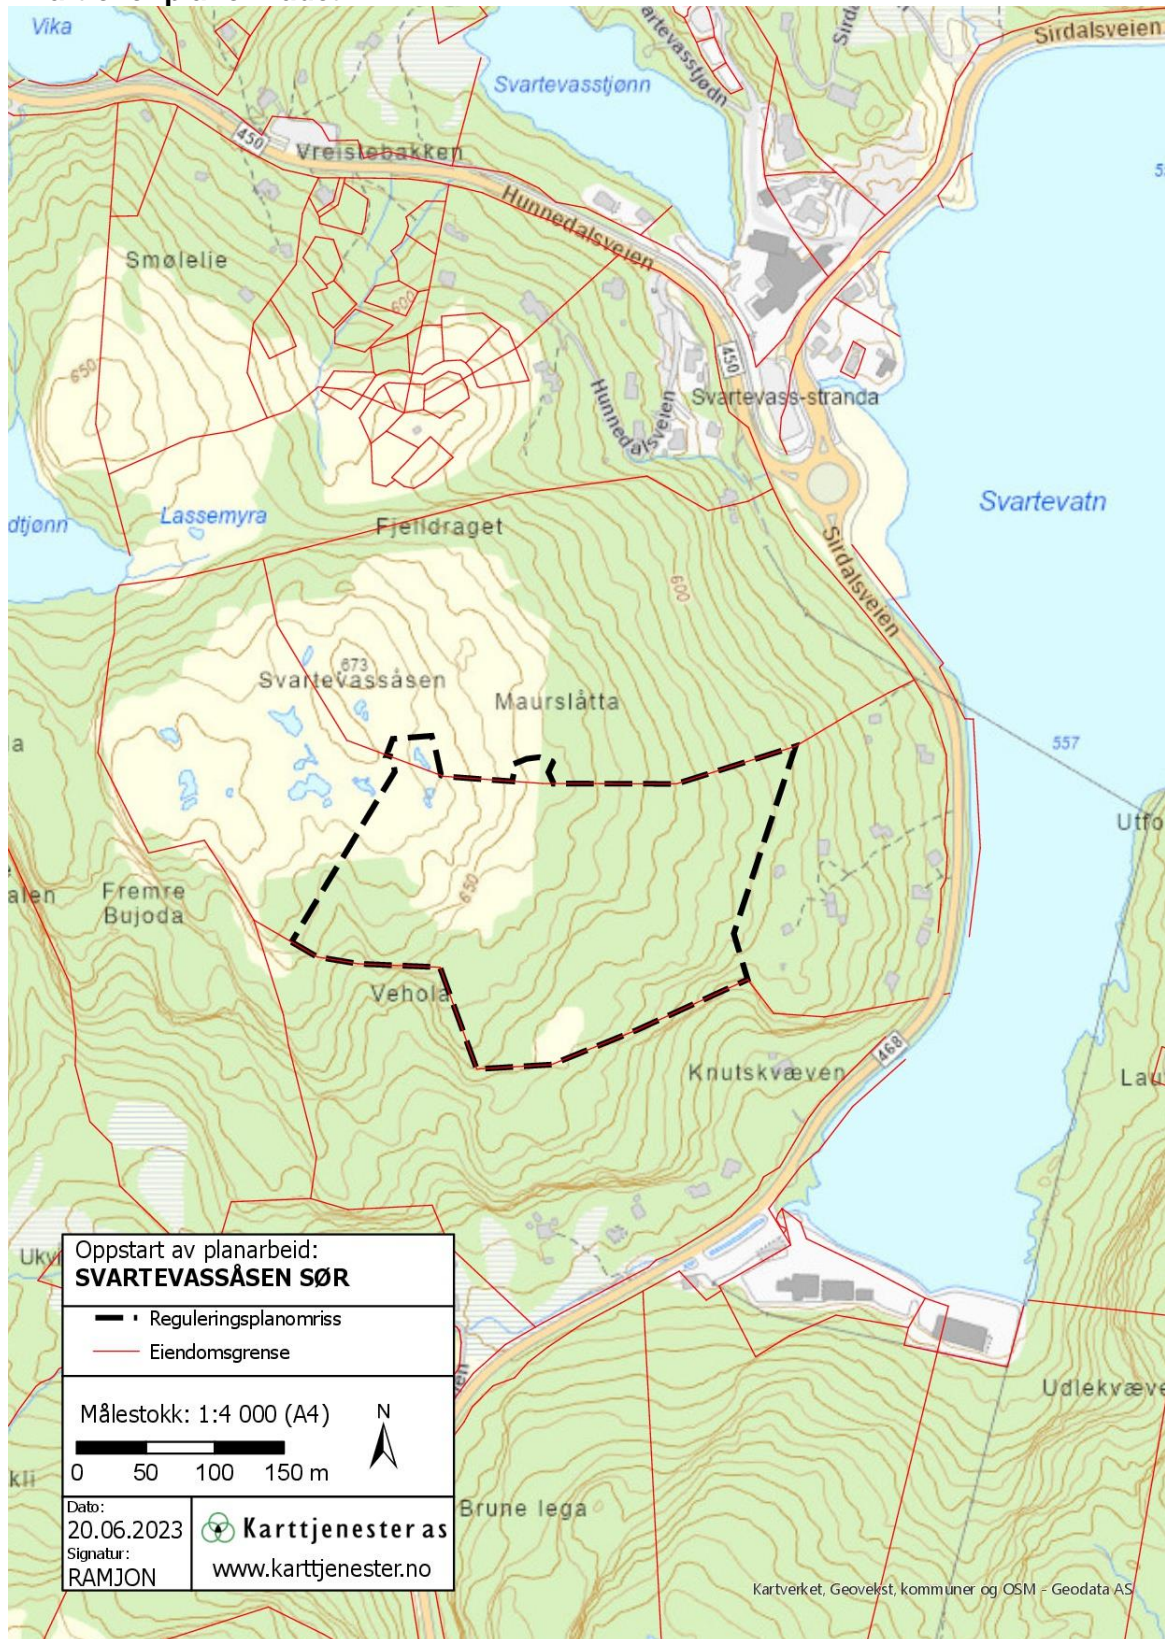 Vika
Sirdalsveien
Svartevasstjønn
450
Vreistebakken
Hunnedalsveien
Smølelie
600
650
450
Svartevass-stranda
Hunnedalsveien
Svartevatn
Lassemyra
Fjelldraget
Sirdalsveien
600
673
Svartevassåsen
Maurslåtta
557
650
Fremre
Bujoda
Vehola
468
Knutskvæven
Oppstart av planarbeid:
SVARTEVASSÅSEN SØR
Reguleringsplanomriss
Eiendomsgrense
Målestokk: 1:4 000 (A4)
N
0 50 100 150 m
Dato:
20.06.2023
Signatur:
RAMJON
Karttjenester as
www.karttjenester.no
Brune lega
Kartverket, Geovekst, kommuner og OSM - Geodata AS